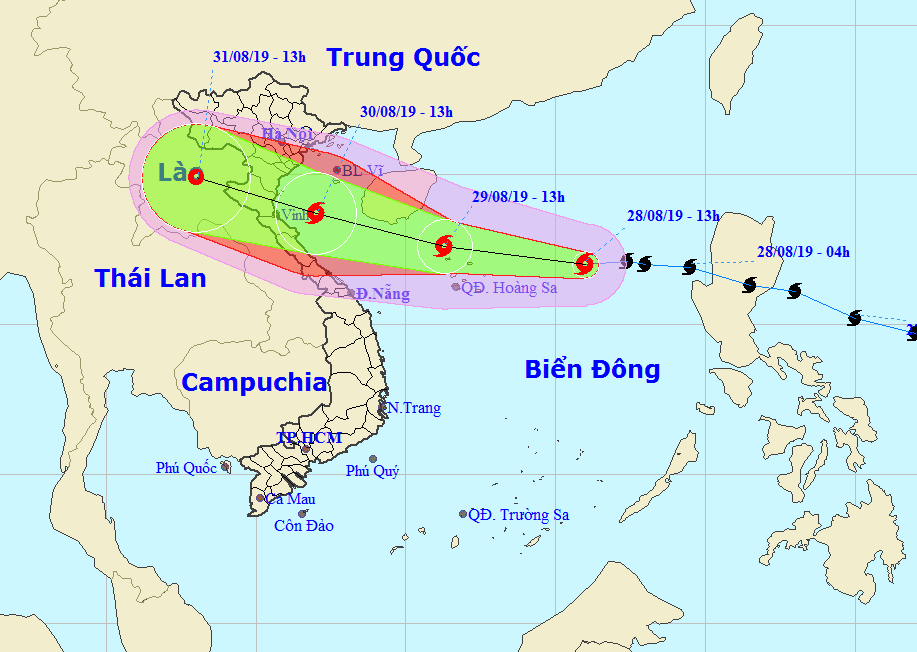 31/08/19 - 13h
Trung Quốc
30/08/19 - 13h
Hà Nội
Lào
BL Vĩ
29/08/19 - 13h
Vinh
28/08/19 - 13h
28/08/19 - 04h
Thái Lan
QĐ. Hoàng Sa
Đ.Nẵng
Biển Đông
Campuchia
N.Trang
TP.HCM
Phú Quốc
Phú Quý
Cà Mau
QĐ. Trường Sa
Côn Đảo